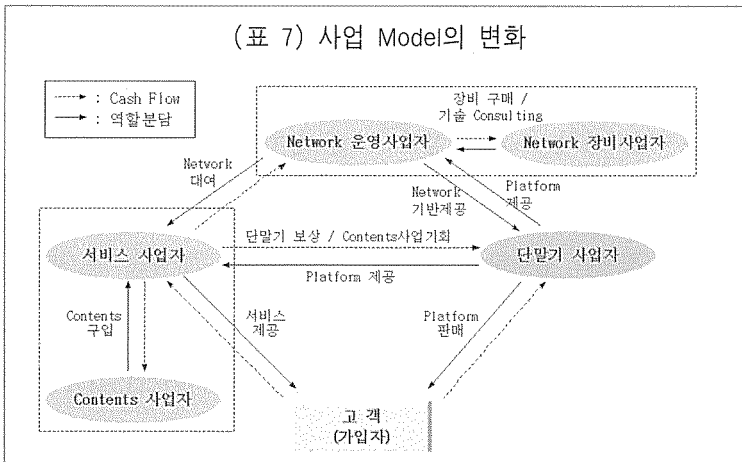 (표 7) 사업 Model의 변화
: Cash Flow
: 역할분담
장비 구매 /
기술 Consulting
Network 운영사업자
Network 장비사업자
Network
대여
Network
기반제공
Platform
제공
단말기 보상 / Contents사업기회
서비스 사업자
단말기 사업자
Platform 제공
Contents
구입
서비스
제공
Platform
판매
Contents 사업자
고 객
(가입자)